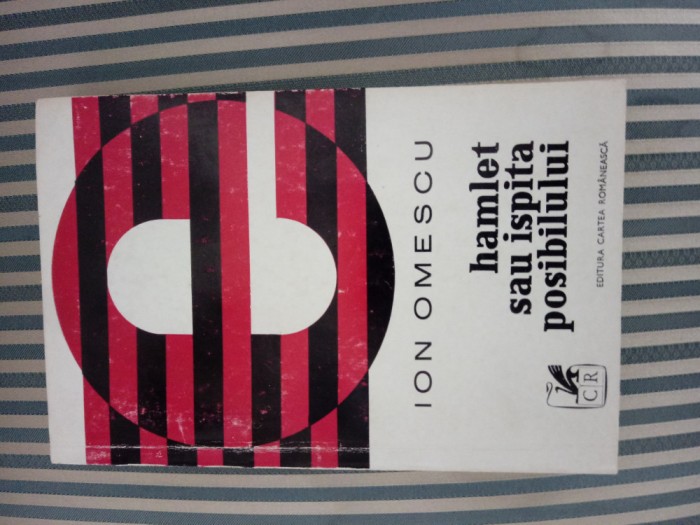 ION OMESCU
hamlet
sau ispita
posibilului
CR
EDITURA CARTEA ROMÂNEASCĂ